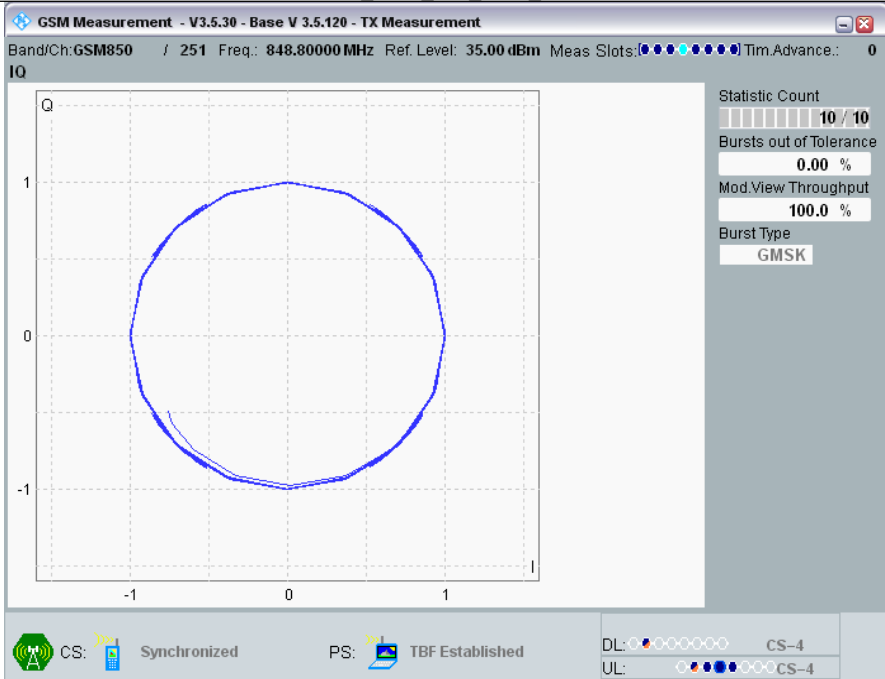 GSM Measurement - V3.5.30 - Base V 3.5.120 - TX Measurement
Band/Ch:GSM850 / 251 Freq.: 848.80000 MHz Ref. Level: 35.00 dBm Meas Slots:[ ] Tim.Advance.: 0
IQ
Statistic Count
10 / 10
Bursts out of Tolerance
0.00 %
Mod.View Throughput
100.0 %
Burst Type
GMSK
Q
1
0
-1
I
-1 0 1
CS: Synchronized PS: TBF Established DL: CS-4
UL: CS-4